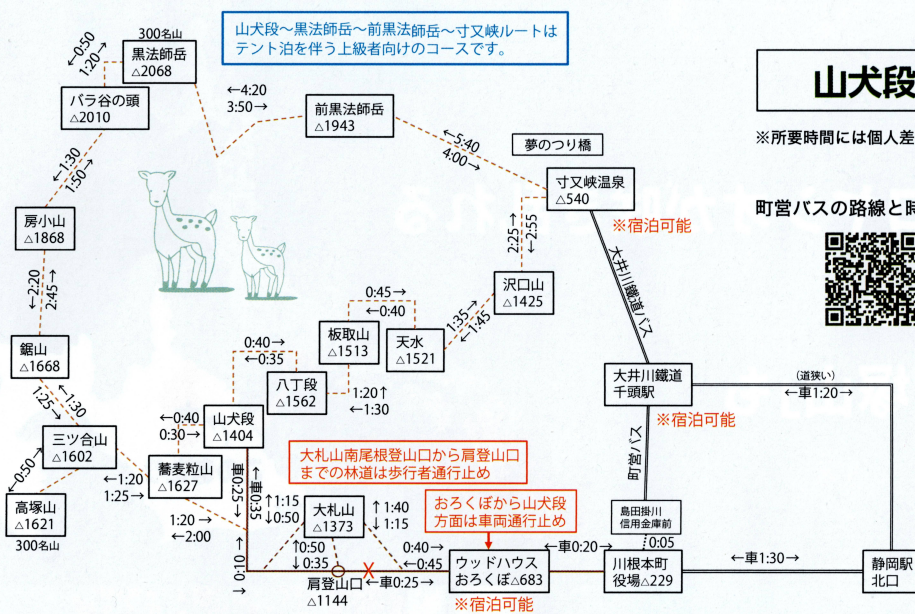 山犬段～黒法師岳～前黒法師岳～寸又峡ルートは
テント泊を伴う上級者向けのコースです。
300名山
黒法師岳
△2068
←0:50
1:20→
バラ谷の頭
△2010
←4:20
3:50→
前黒法師岳
△1943
←5:40
4:00→
夢のつり橋
寸又峡温泉
△540
※宿泊可能
山犬段
※所要時間には個人差
町営バスの路線と時
←1:30
1:50→
房小山
△1868
←2:20
2:45→
鋸山
△1668
←1:30
1:25→
三ツ合山
△1602
←0:50→
高塚山
△1621
300名山
←1:20
1:25→
蕎麦粒山
△1627
←0:40
0:30→
山犬段
△1404
0:40→
←0:35
八丁段
△1562
1:20↑
←1:30
板取山
△1513
0:45→
←0:40
天水
△1521
1:35→
←1:45
沢口山
△1425
2:25→
←2:55
大井川鐵道バス
大井川鐵道
千頭駅
※宿泊可能
(道狭い)
←車1:20→
町営バス
島田掛川
信用金庫前
0:05
川根本町
役場△229
←車1:30→
静岡駅
北口
1:20→
←2:00
車0:25→
←車0:35
←1:10→
大札山南尾根登山口から肩登山口
までの林道は歩行者通行止め
おろくぼから山犬段
方面は車両通行止め
↑1:15
↓0:50
大札山
△1373
↑1:40
↓1:15
↑0:50
↓0:35
肩登山口
△1144
0:40→
←0:45
←車0:25→
ウッドハウス
おろくぼ△683
※宿泊可能
←車0:20→